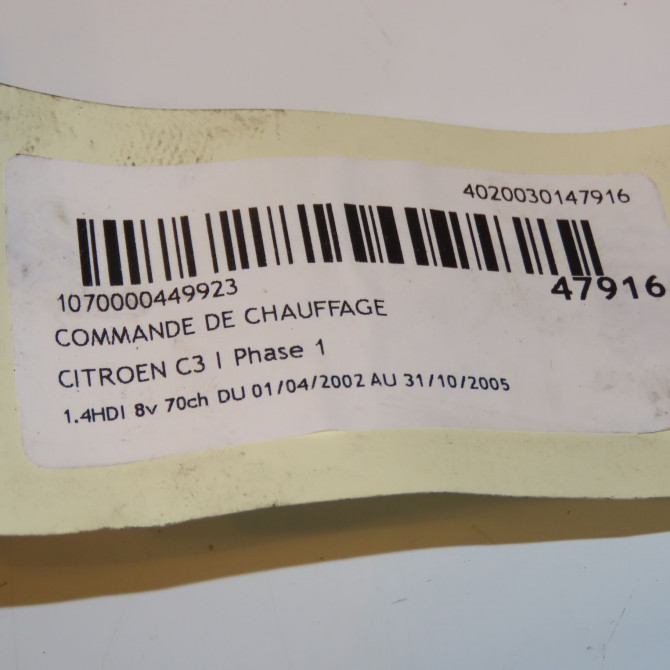 4020030147916
1070000449923
47916
COMMANDE DE CHAUFFAGE
CITROEN C3 I Phase 1
1.4HDI 8v 70ch DU 01/04/2002 AU 31/10/2005